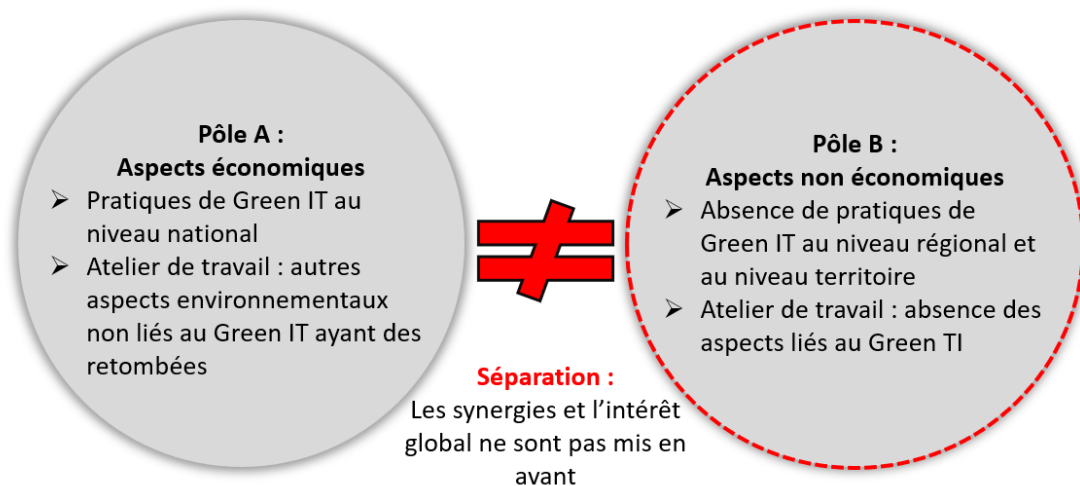 Pôle A :
Aspects économiques
➢ Pratiques de Green IT au
niveau national
➢ Atelier de travail : autres
aspects environnementaux
non liés au Green IT ayant des
retombées
Séparation :
Les synergies et l’intérêt
global ne sont pas mis en
avant
Pôle B :
Aspects non économiques
➢ Absence de pratiques de
Green IT au niveau régional et
au niveau territoire
➢ Atelier de travail : absence des
aspects liés au Green TI